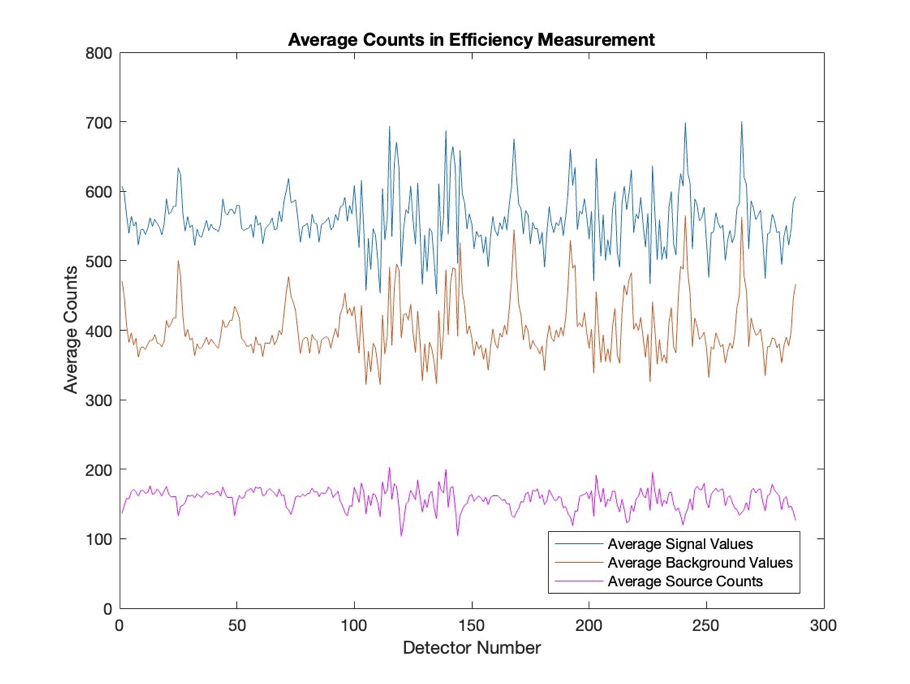 Average Counts in Efficiency Measurement
800
700
600
500
400
300
200
100
0
Average Counts
0 50 100 150 200 250 300
Detector Number
Average Signal Values
Average Background Values
Average Source Counts